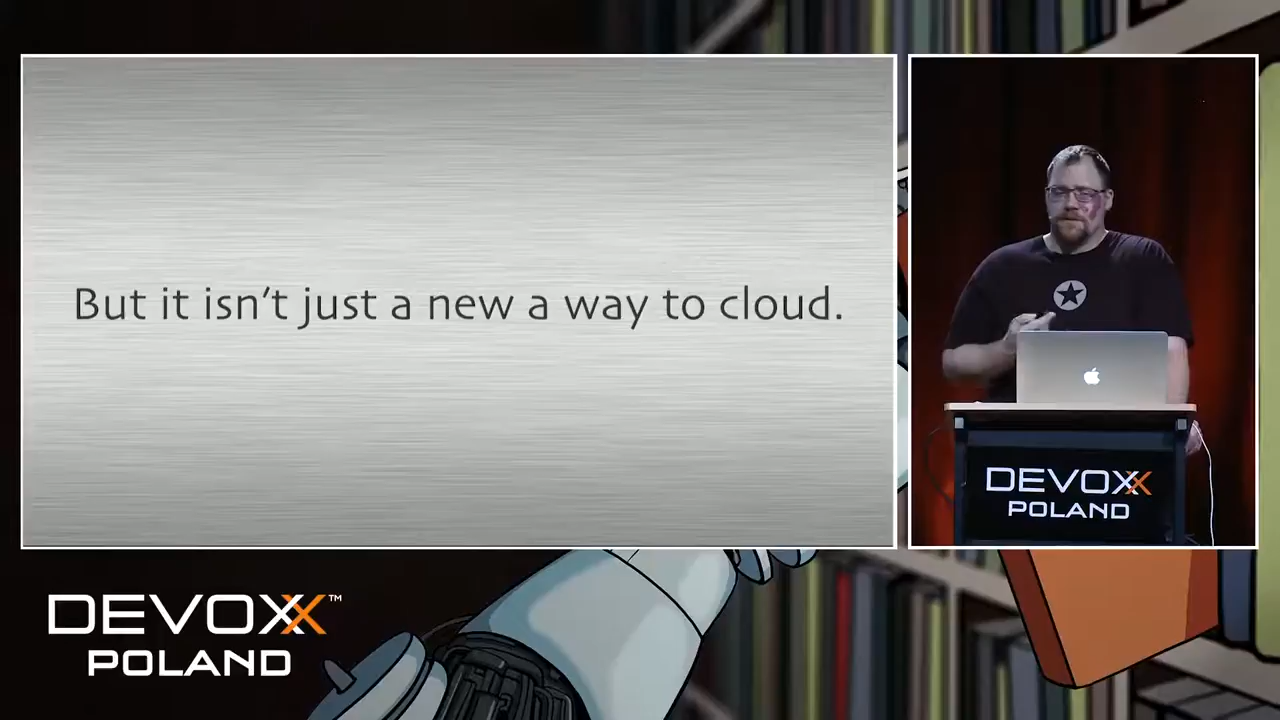 But it isn't just a new a way to cloud.
DEVOXX
POLAND
DEVOXX™
POLAND